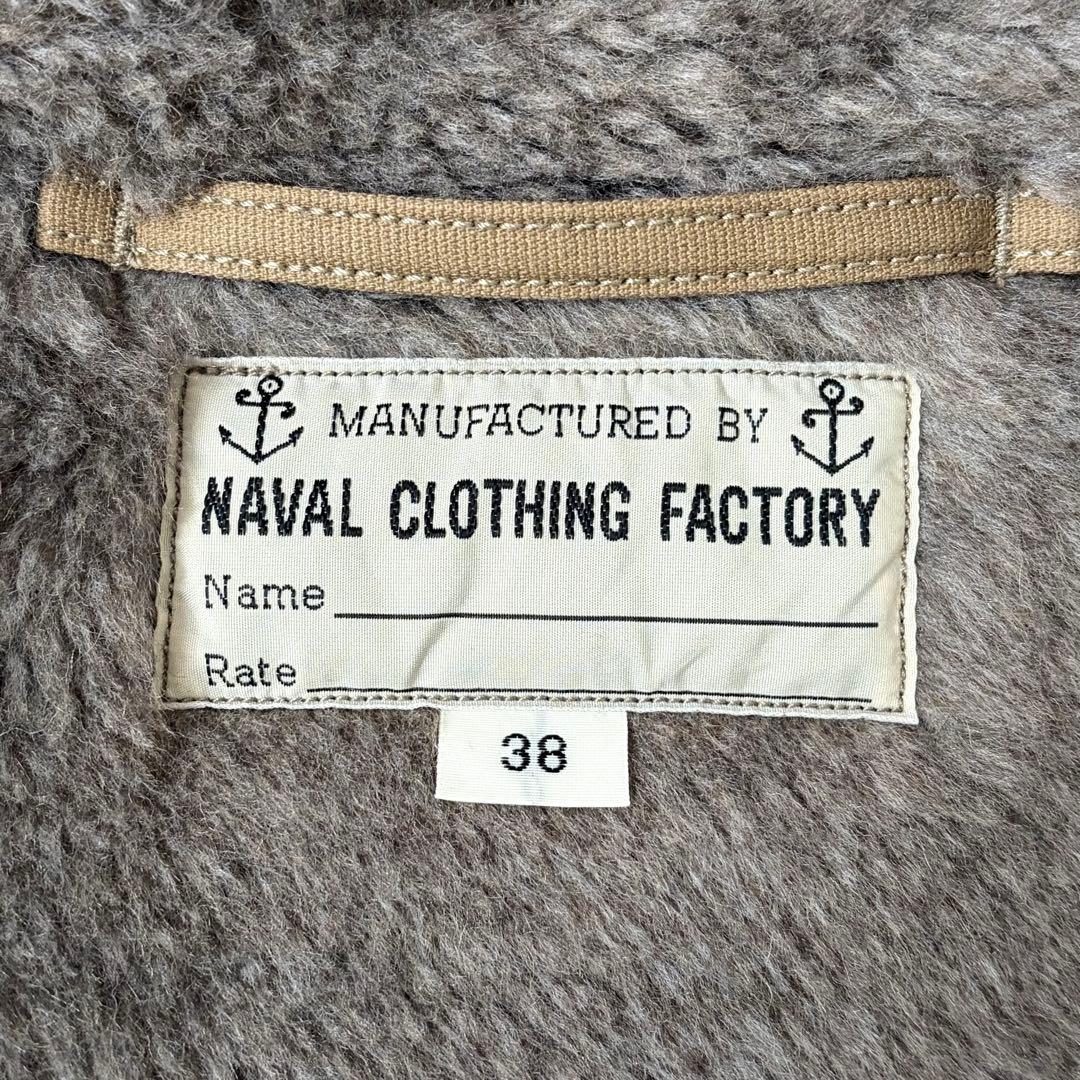 MANUFACTURED BY
NAVAL CLOTHING FACTORY
Name
Rate
38